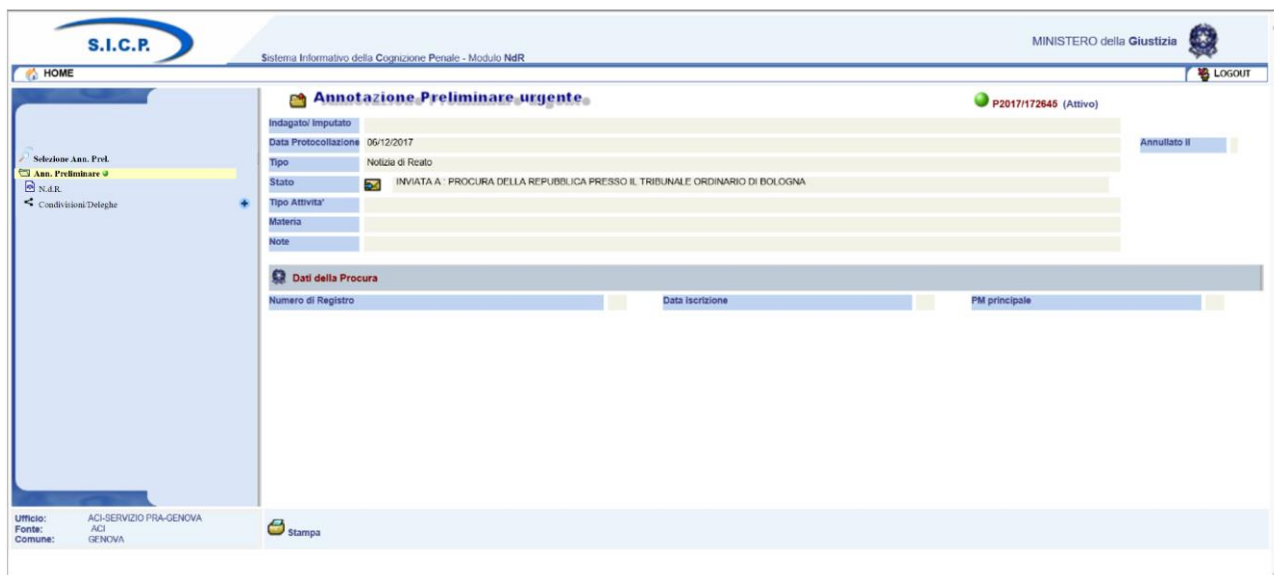 S.I.C.P.
Sistema Informativo della Cognizione Penale - Modulo NdR
MINISTERO della Giustizia
HOME
LOGOUT
Selezione Ann. Prel.
Ann. Preliminare
N.d.R.
Condivisioni/Deleghe
Annotazione Preliminare urgente
P2017/172645 (Attivo)
Indagato/ Imputato
Data Protocollazione 06/12/2017 Annullato Il
Tipo Notizia di Reato
Stato INVIATA A : PROCURA DELLA REPUBBLICA PRESSO IL TRIBUNALE ORDINARIO DI BOLOGNA
Tipo Attivita'
Materia
Note
Dati della Procura
Numero di Registro Data iscrizione PM principale
Ufficio: ACI-SERVIZIO PRA-GENOVA
Fonte: ACI
Comune: GENOVA
Stampa